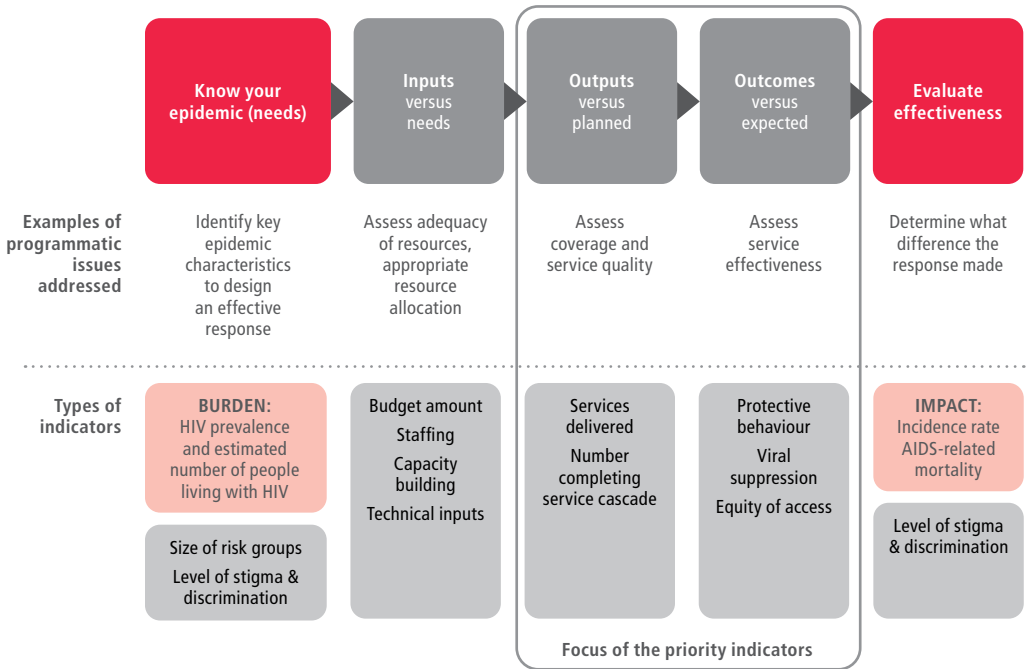 Know your
epidemic (needs)
Inputs
versus
needs
Outputs
versus
planned
Outcomes
versus
expected
Evaluate
effectiveness
Examples of
programmatic
issues
addressed
Identify key
epidemic
characteristics
to design
an effective
response
Assess adequacy
of resources,
appropriate
resource
allocation
Assess
coverage and
service quality
Assess
service
effectiveness
Determine what
difference the
response made
Types of
indicators
BURDEN:
HIV prevalence
and estimated
number of people
living with HIV
Size of risk groups
Level of stigma &
discrimination
Budget amount
Staffing
Capacity
building
Technical inputs
Services
delivered
Number
completing
service cascade
Protective
behaviour
Viral
suppression
Equity of access
IMPACT:
Incidence rate
AIDS-related
mortality
Level of stigma
& discrimination
Focus of the priority indicators